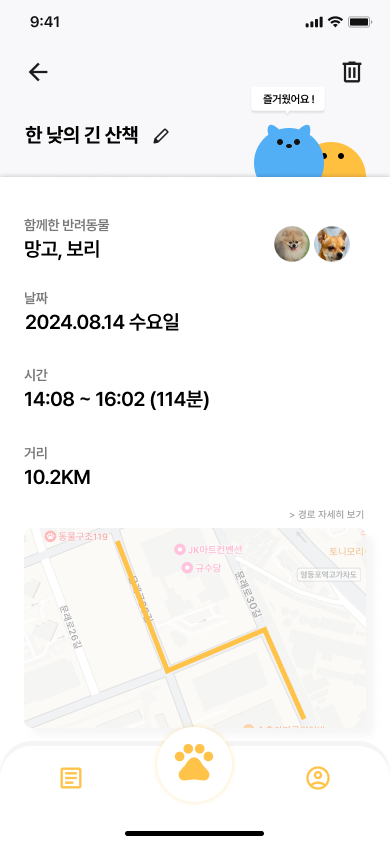 9:41
즐거웠어요 !
한 낮의 긴 산책
함께한 반려동물
망고, 보리
날짜
2024.08.14 수요일
시간
14:08 ~ 16:02 (114분)
거리
10.2KM
> 경로 자세히 보기
동물구조119
JK아트컨벤션
토니모리
규수당
영등포역고가차도
문래로30길
문래로26길